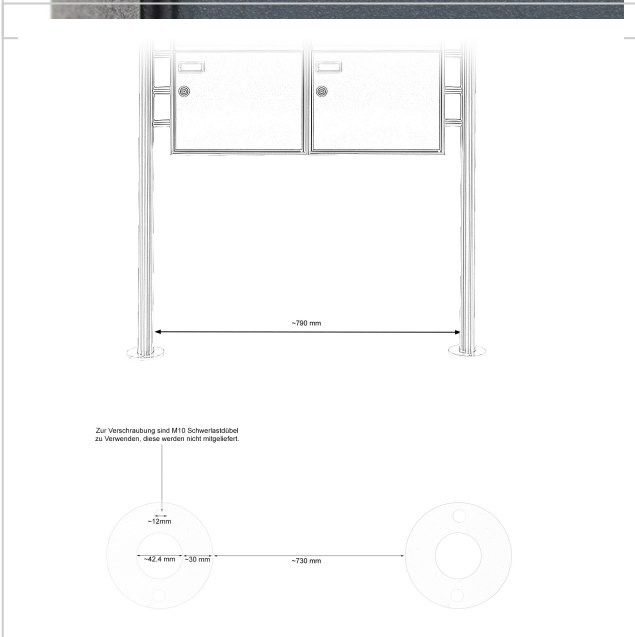 ~790 mm
Zur Verschraubung sind M10 Schwerlastdübel
zu Verwenden, diese werden nicht mitgeliefert.
~12mm
~42,4 mm
~30 mm
~730 mm